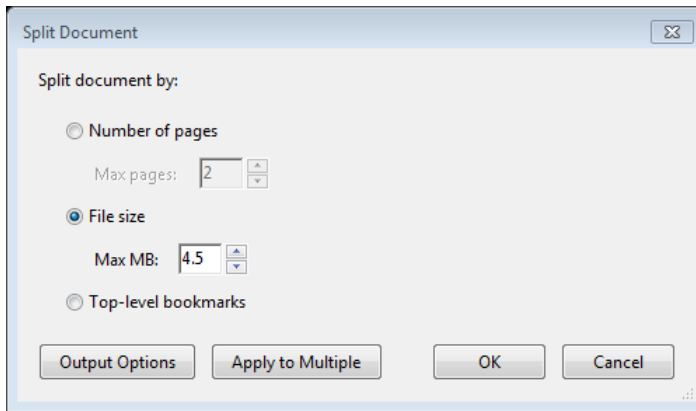 Split Document
Split document by:
Number of pages
Max pages: 2
File size
Max MB: 4.5
Top-level bookmarks
Output Options Apply to Multiple OK Cancel